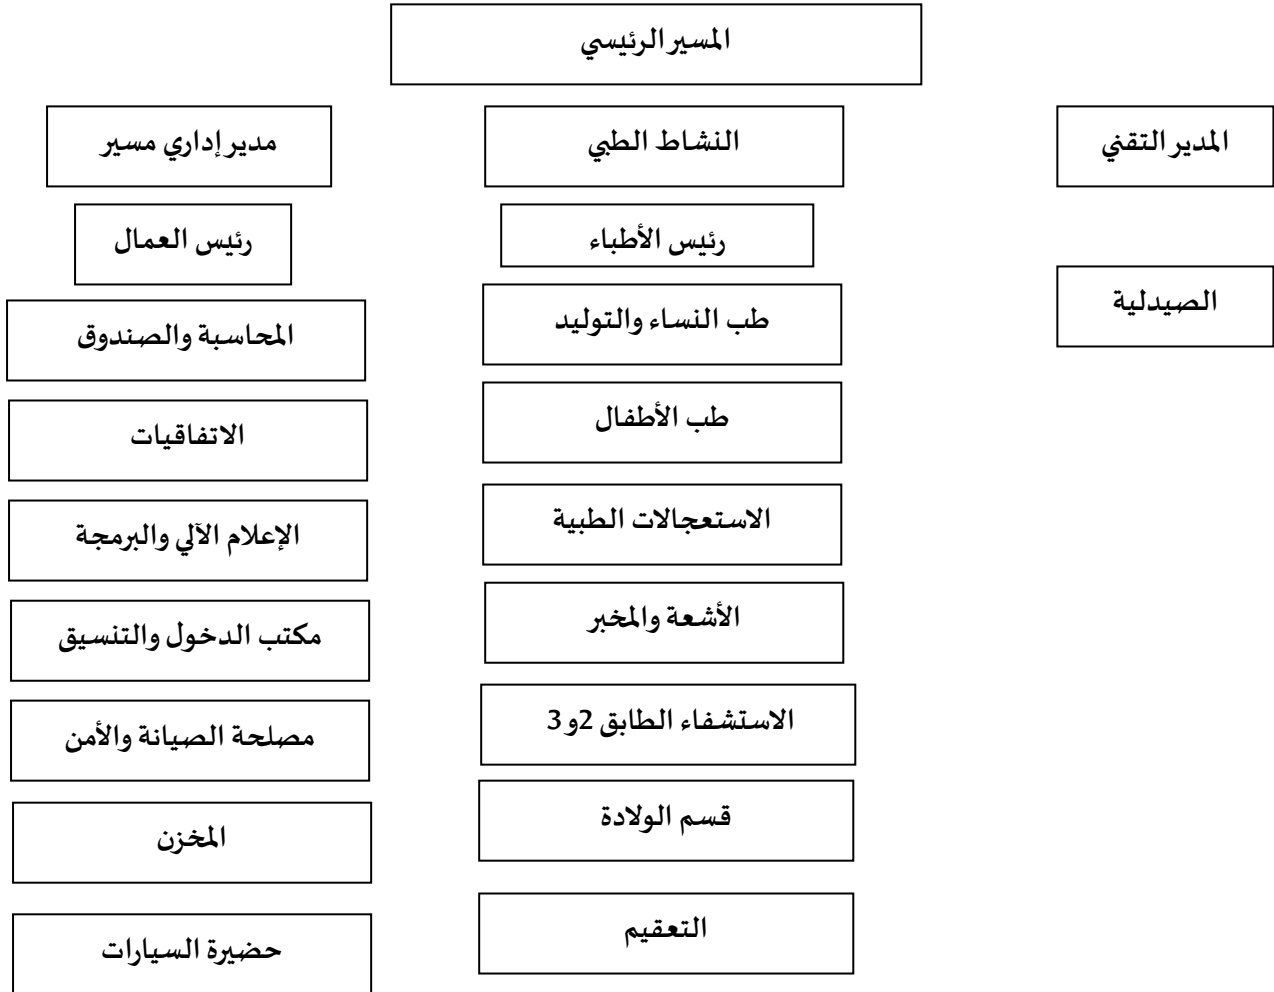 المسير الرئيسي
المدير التقني
النشاط الطبي
مدير إداري مسير
رئيس الأطباء
رئيس العمال
الصيدلية
طب النساء والتوليد
المحاسبة والصندوق
طب الأطفال
الاتفاقيات
الاستعجالات الطبية
الإعلام الآلي والبرمجة
الأشعة والمخبر
مكتب الدخول والتنسيق
الاستشفاء الطابق 2و3
مصلحة الصيانة والأمن
قسم الولادة
المخزن
التعقيم
حضيرة السيارات